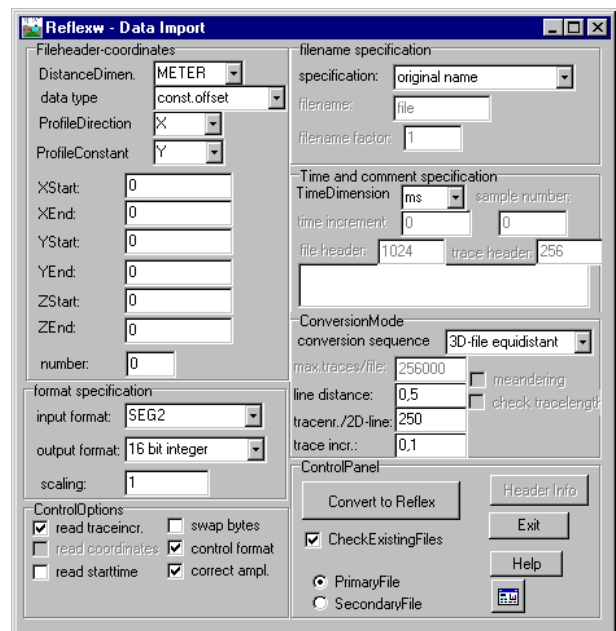 Reflexw - Data Import
Fileheader-coordinates
DistanceDimen. METER
data type const.offset
ProfileDirection X
ProfileConstant Y
XStart: 0
XEnd: 0
YStart: 0
YEnd: 0
ZStart: 0
ZEnd: 0
number: 0
format specification
input format: SEG2
output format: 16 bit integer
scaling: 1
ControlOptions
read traceincr. swap bytes
read coordinates control format
read starttime correct ampl.
filename specification
specification: original name
filename: file
filename factor: 1
Time and comment specification
TimeDimension ms sample number:
time increment 0 0
file header: 1024 trace header: 256
ConversionMode
conversion sequence 3D-file equidistant
max.traces/file: 256000 meandering
line distance: 0,5 check tracelength
tracenr./2D-line: 250
trace incr.: 0,1
ControlPanel
Convert to Reflex Header Info
CheckExistingFiles Exit
Help
PrimaryFile
SecondaryFile